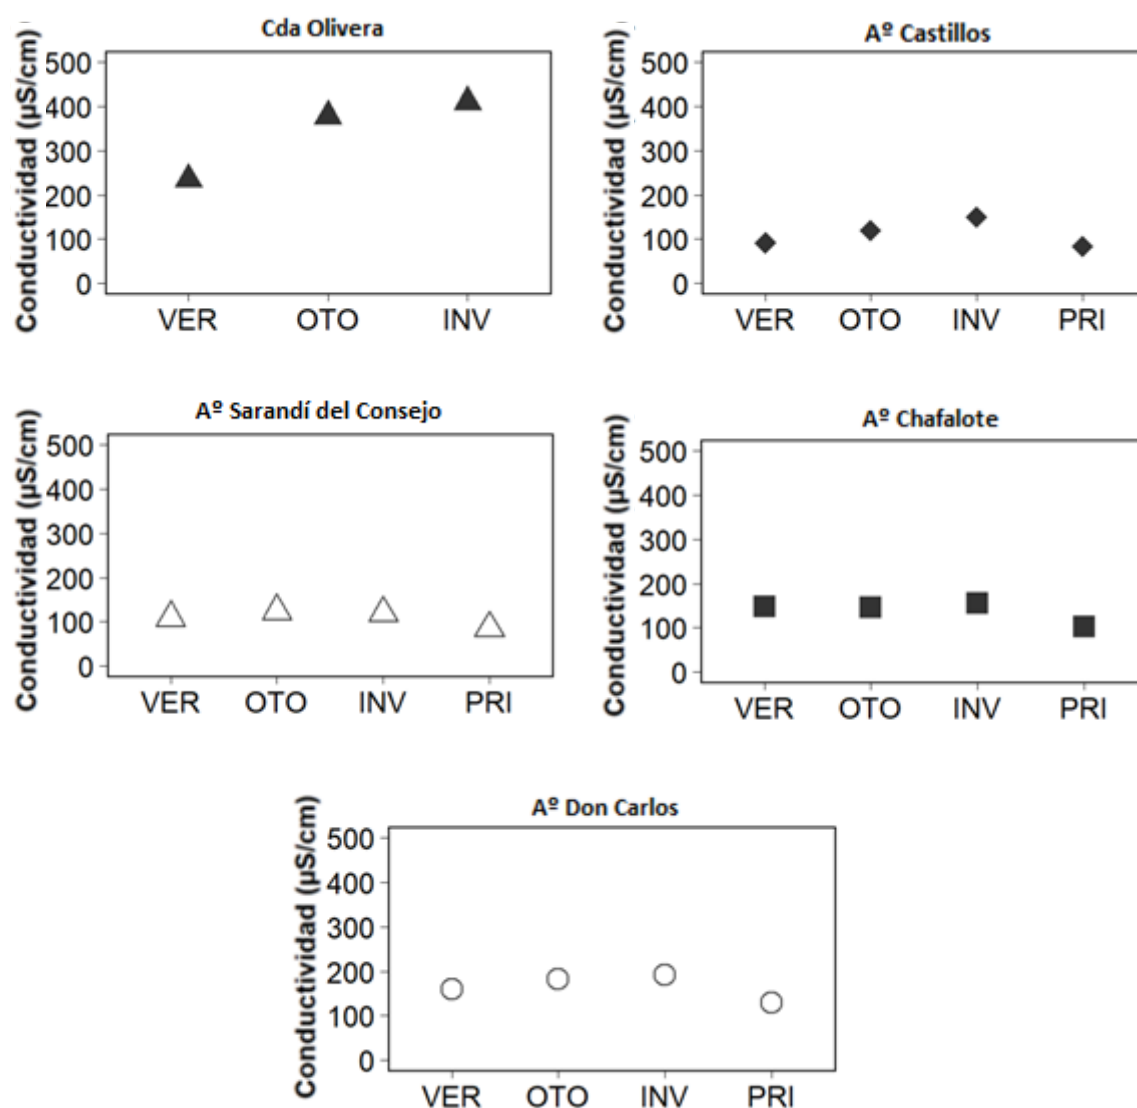 Cda Olivera
Conductividad (µS/cm)
500
400
300
200
100
0
VER OTO INV
Aº Castillos
Conductividad (µS/cm)
500
400
300
200
100
0
VER OTO INV PRI
Aº Sarandí del Consejo
Conductividad (µS/cm)
500
400
300
200
100
0
VER OTO INV PRI
Aº Chafalote
Conductividad (µS/cm)
500
400
300
200
100
0
VER OTO INV PRI
Aº Don Carlos
Conductividad (µS/cm)
500
400
300
200
100
0
VER OTO INV PRI